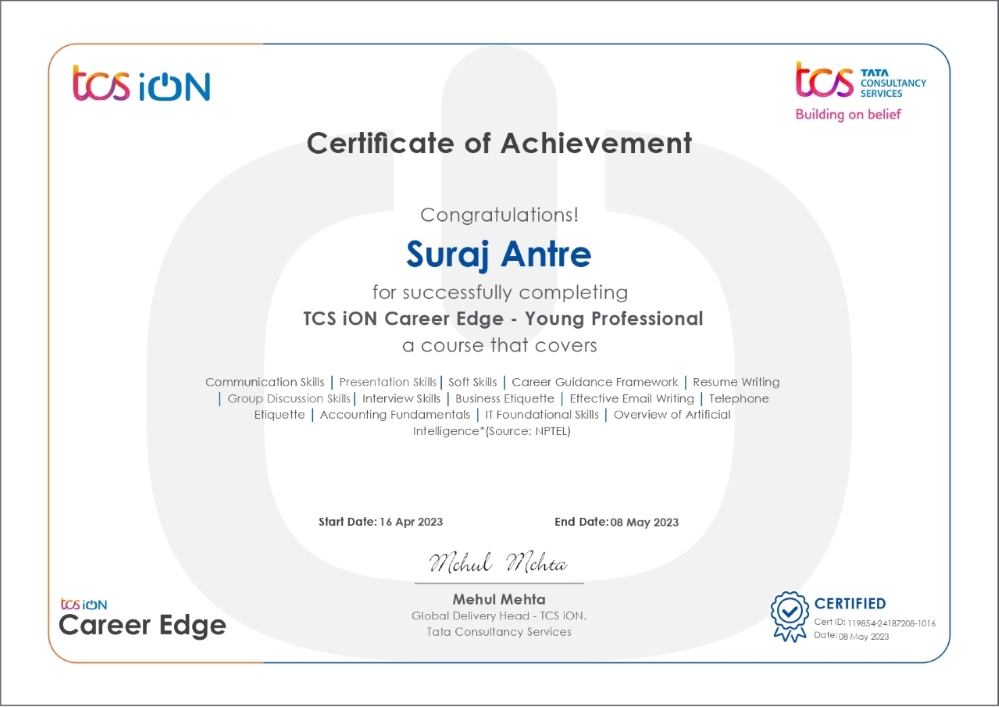 tcs iON
tcs TATA
CONSULTANCY
SERVICES
Building on belief
Certificate of Achievement
Congratulations!
Suraj Antre
for successfully completing
TCS iON Career Edge - Young Professional
a course that covers
Communication Skills | Presentation Skills | Soft Skills | Career Guidance Framework | Resume Writing
| Group Discussion Skills | Interview Skills | Business Etiquette | Effective Email Writing | Telephone
Etiquette | Accounting Fundamentals | IT Foundational Skills | Overview of Artificial
Intelligence*(Source: NPTEL)
Start Date: 16 Apr 2023 End Date: 08 May 2023
Mehul Mehta
Mehul Mehta
Global Delivery Head - TCS iON,
Tata Consultancy Services
tcs iON
Career Edge
CERTIFIED
Cert ID: 119854-24187208-1016
Date: 08 May 2023